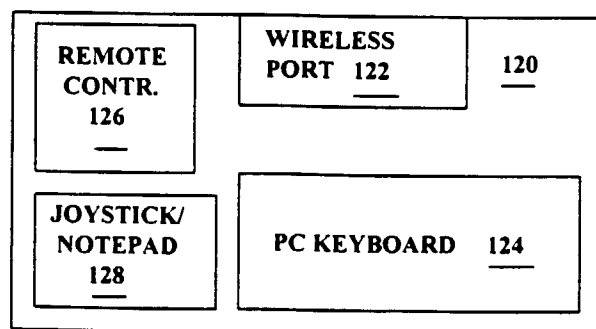 REMOTE
CONTR.
126
WIRELESS
PORT 122
120
JOYSTICK/
NOTEPAD
128
PC KEYBOARD 124